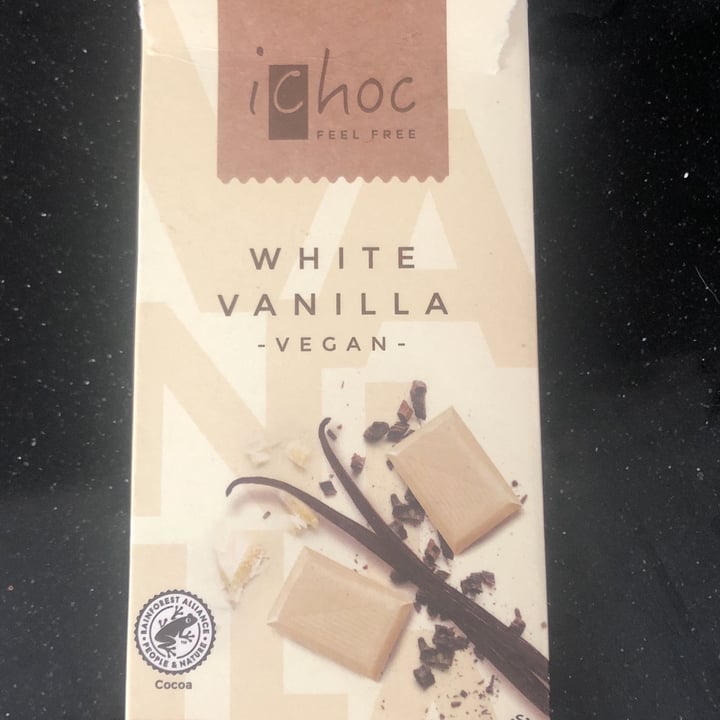 ichoc
FEEL FREE
WHITE
VANILLA
-VEGAN-
RAINFOREST ALLIANCE
PEOPLE & NATURE
Cocoa